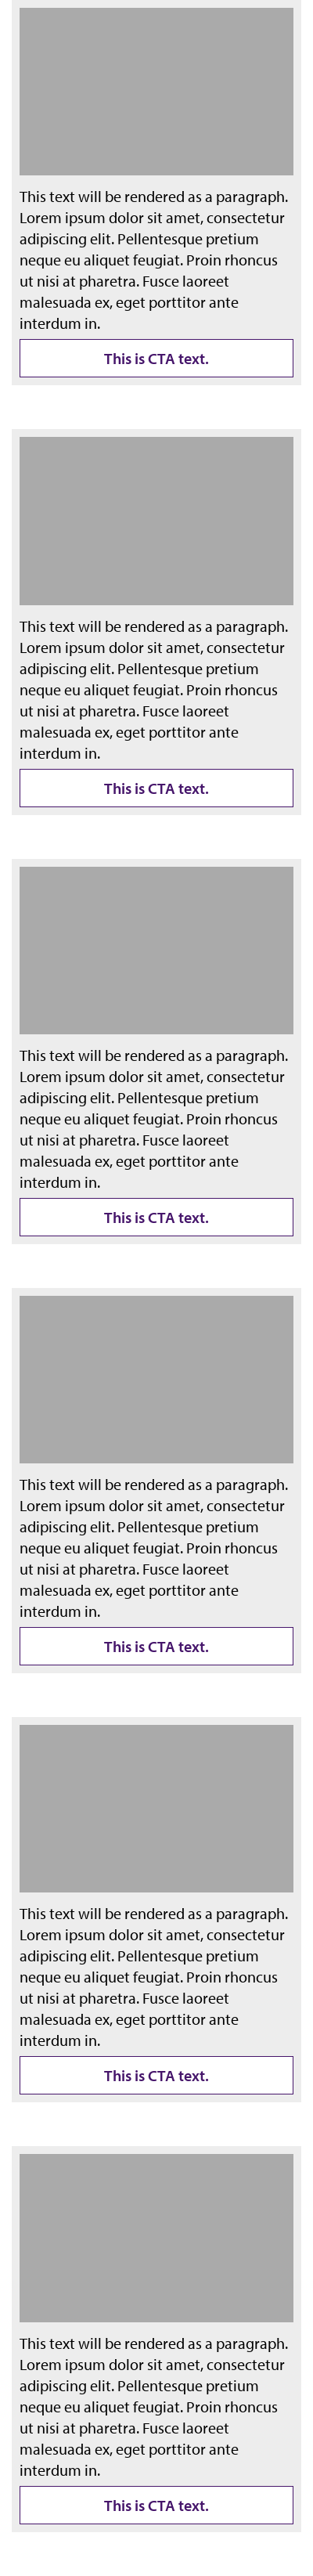 This text will be rendered as a paragraph.
Lorem ipsum dolor sit amet, consectetur
adipiscing elit. Pellentesque pretium
neque eu aliquet feugiat. Proin rhoncus
ut nisi at pharetra. Fusce laoreet
malesuada ex, eget porttitor ante
interdum in.
This is CTA text.
This text will be rendered as a paragraph.
Lorem ipsum dolor sit amet, consectetur
adipiscing elit. Pellentesque pretium
neque eu aliquet feugiat. Proin rhoncus
ut nisi at pharetra. Fusce laoreet
malesuada ex, eget porttitor ante
interdum in.
This is CTA text.
This text will be rendered as a paragraph.
Lorem ipsum dolor sit amet, consectetur
adipiscing elit. Pellentesque pretium
neque eu aliquet feugiat. Proin rhoncus
ut nisi at pharetra. Fusce laoreet
malesuada ex, eget porttitor ante
interdum in.
This is CTA text.
This text will be rendered as a paragraph.
Lorem ipsum dolor sit amet, consectetur
adipiscing elit. Pellentesque pretium
neque eu aliquet feugiat. Proin rhoncus
ut nisi at pharetra. Fusce laoreet
malesuada ex, eget porttitor ante
interdum in.
This is CTA text.
This text will be rendered as a paragraph.
Lorem ipsum dolor sit amet, consectetur
adipiscing elit. Pellentesque pretium
neque eu aliquet feugiat. Proin rhoncus
ut nisi at pharetra. Fusce laoreet
malesuada ex, eget porttitor ante
interdum in.
This is CTA text.
This text will be rendered as a paragraph.
Lorem ipsum dolor sit amet, consectetur
adipiscing elit. Pellentesque pretium
neque eu aliquet feugiat. Proin rhoncus
ut nisi at pharetra. Fusce laoreet
malesuada ex, eget porttitor ante
interdum in.
This is CTA text.